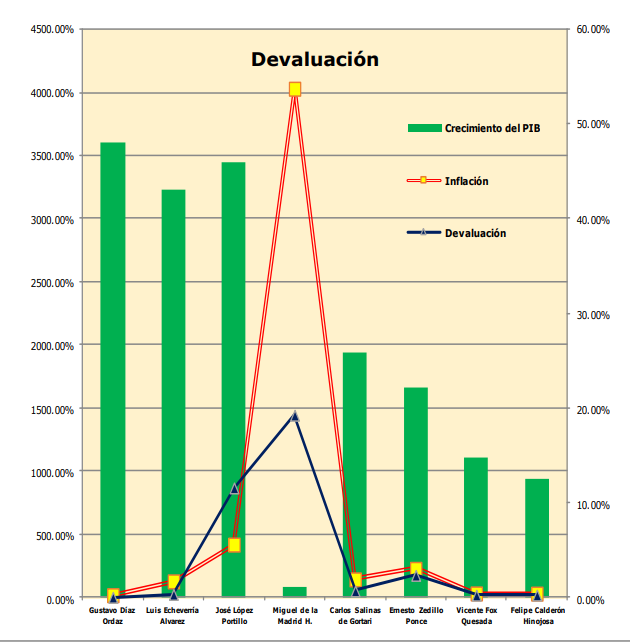 Devaluación
4500.00%
4000.00%
3500.00%
3000.00%
2500.00%
2000.00%
1500.00%
1000.00%
500.00%
0.00%
60.00%
50.00%
40.00%
30.00%
20.00%
10.00%
0.00%
Crecimiento del PIB
Inflación
Devaluación
Gustavo Díaz
Ordaz
Luis Echeverría
Alvarez
José López
Portillo
Miguel de la
Madrid H.
Carlos Salinas
de Gortari
Ernesto Zedillo
Ponce
Vicente Fox
Quesada
Felipe Calderón
Hinojosa